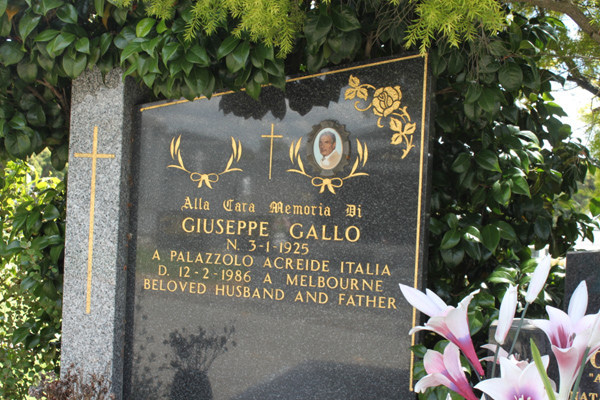 Alla Cara Memoria Di
GIUSEPPE GALLO
N. 3-1-1925
A PALAZZOLO ACREIDE ITALIA
D. 12-2-1986 A MELBOURNE
BELOVED HUSBAND AND FATHER